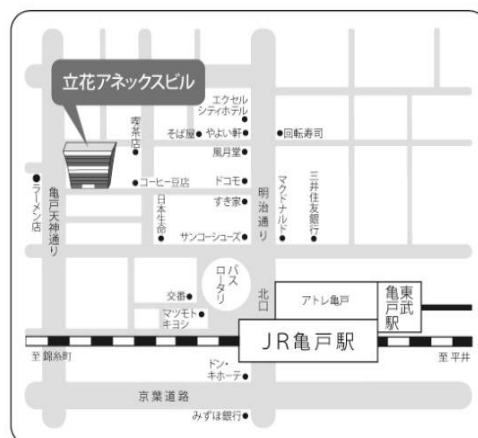 立花アネックスビル
エクセル
シティホテル
喫茶店
そば屋
やよい軒
回転寿司
風月堂
コーヒー豆店
ドコモ
ラーメン店
亀戸天神通り
日本生命
すき家
明治通り
マクドナルド
三井住友銀行
サンコーシューズ
バス
ロータリー
北口
交番
マツモト
キヨシ
アトレ亀戸
東武
亀戸駅
JR亀戸駅
至 錦糸町
至 平井
ドン・
キホーテ
京葉道路
みずほ銀行